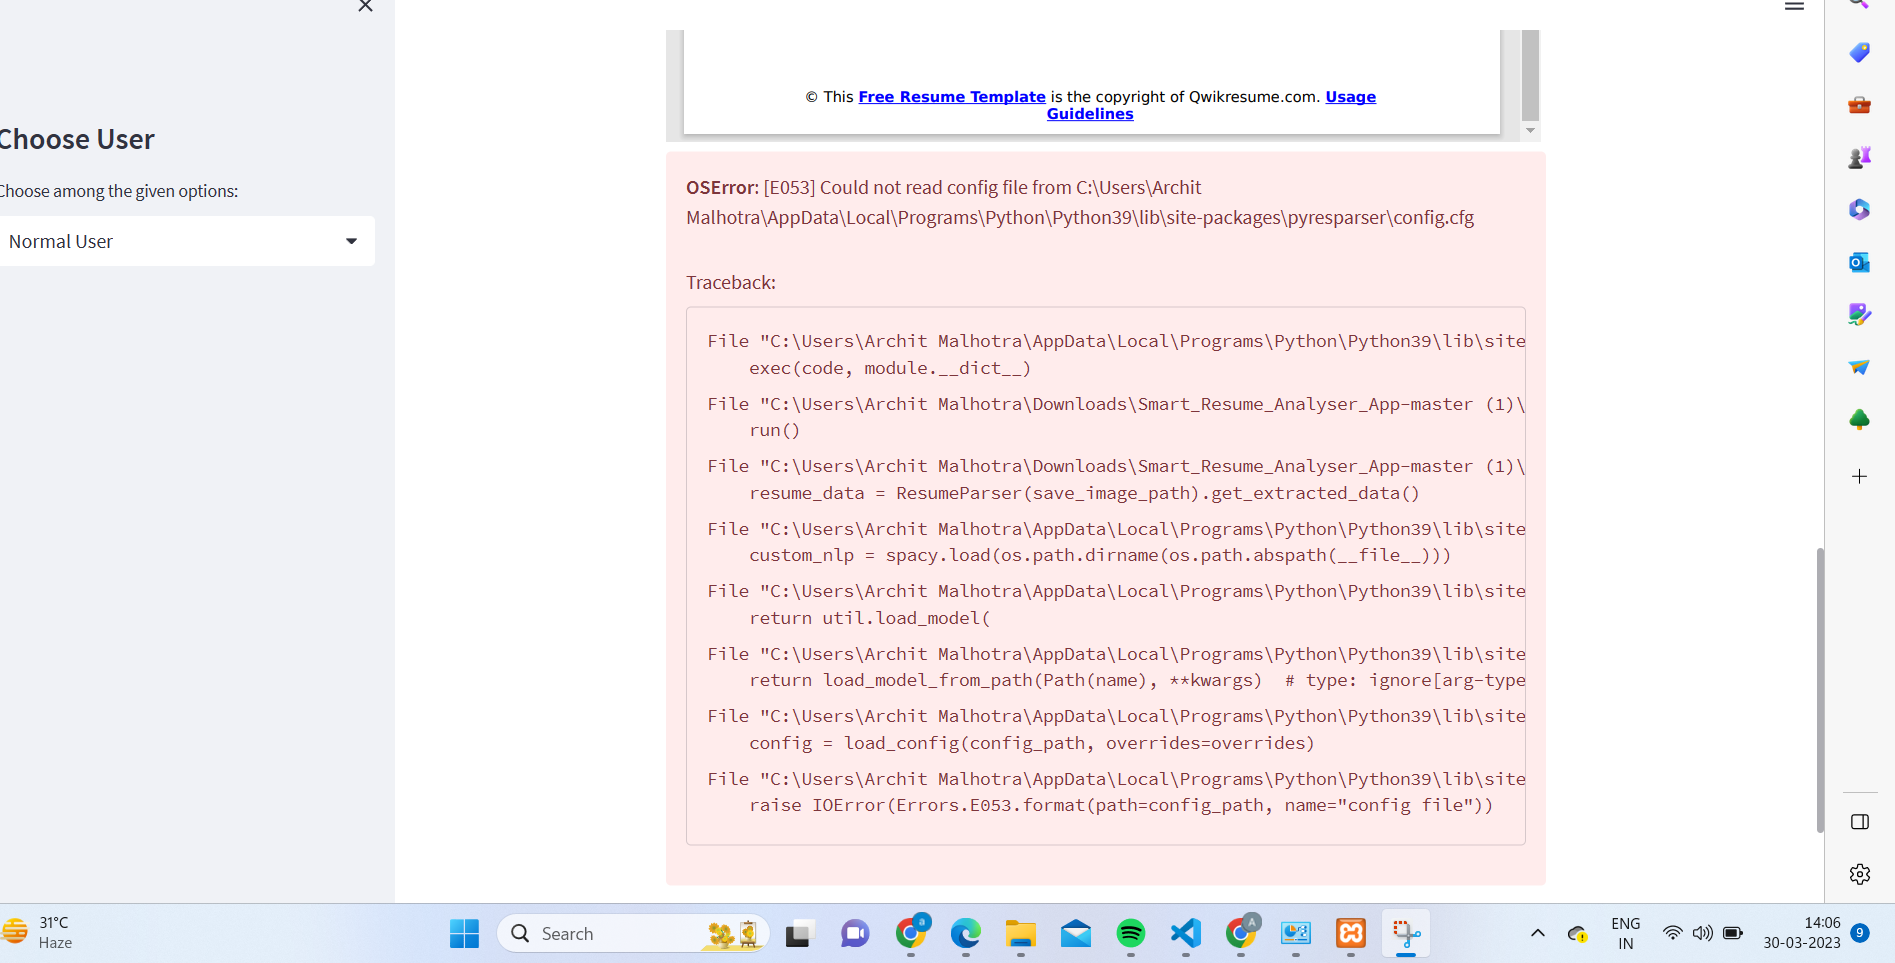 Choose User
Choose among the given options:
Normal User
© This Free Resume Template is the copyright of Qwikresume.com. Usage
Guidelines
OSError: [E053] Could not read config file from C:\Users\Archit
Malhotra\AppData\Local\Programs\Python\Python39\lib\site-packages\pyresparser\config.cfg
Traceback:
File "C:\Users\Archit Malhotra\AppData\Local\Programs\Python\Python39\lib\site
exec(code, module.__dict__)
File "C:\Users\Archit Malhotra\Downloads\Smart_Resume_Analyser_App-master (1)\
run()
File "C:\Users\Archit Malhotra\Downloads\Smart_Resume_Analyser_App-master (1)\
resume_data = ResumeParser(save_image_path).get_extracted_data()
File "C:\Users\Archit Malhotra\AppData\Local\Programs\Python\Python39\lib\site
custom_nlp = spacy.load(os.path.dirname(os.path.abspath(__file__)))
File "C:\Users\Archit Malhotra\AppData\Local\Programs\Python\Python39\lib\site
return util.load_model(
File "C:\Users\Archit Malhotra\AppData\Local\Programs\Python\Python39\lib\site
return load_model_from_path(Path(name), **kwargs)  # type: ignore[arg-type
File "C:\Users\Archit Malhotra\AppData\Local\Programs\Python\Python39\lib\site
config = load_config(config_path, overrides=overrides)
File "C:\Users\Archit Malhotra\AppData\Local\Programs\Python\Python39\lib\site
raise IOError(Errors.E053.format(path=config_path, name="config file"))
31°C
Haze
Search
a
A
ENG
IN
14:06
30-03-2023
9